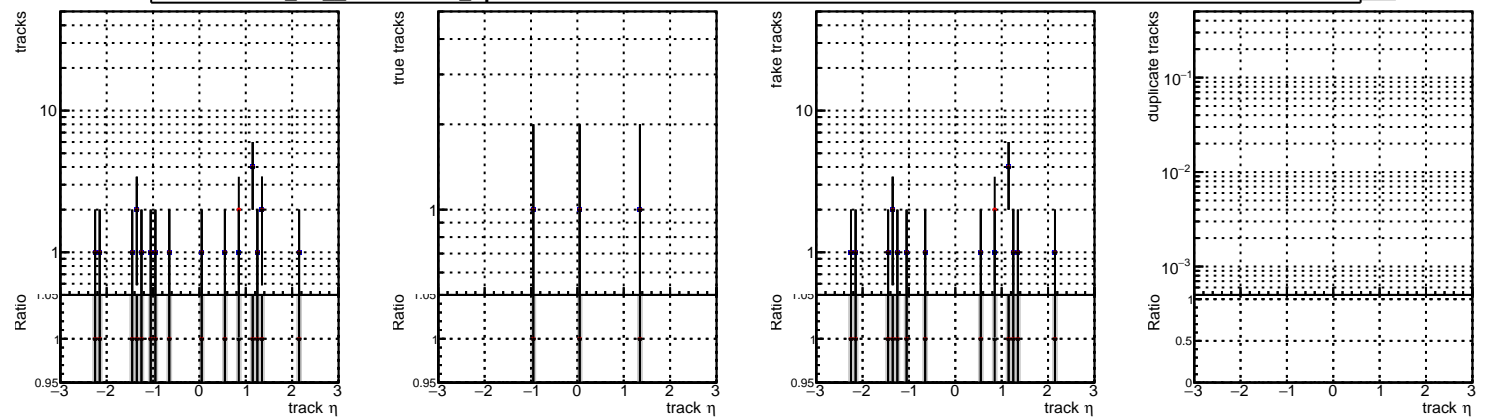 tracks
10
1
1.05
Ratio
1
0.95
−3 −2 −1 0 1 2 3
track η
true tracks
1
1.05
Ratio
1
0.95
−3 −2 −1 0 1 2 3
track η
fake tracks
10
1
1.05
Ratio
1
0.95
−3 −2 −1 0 1 2 3
track η
duplicate tracks
10⁻¹
10⁻²
10⁻³
Ratio
1
0.5
0
−3 −2 −1 0 1 2 3
track η